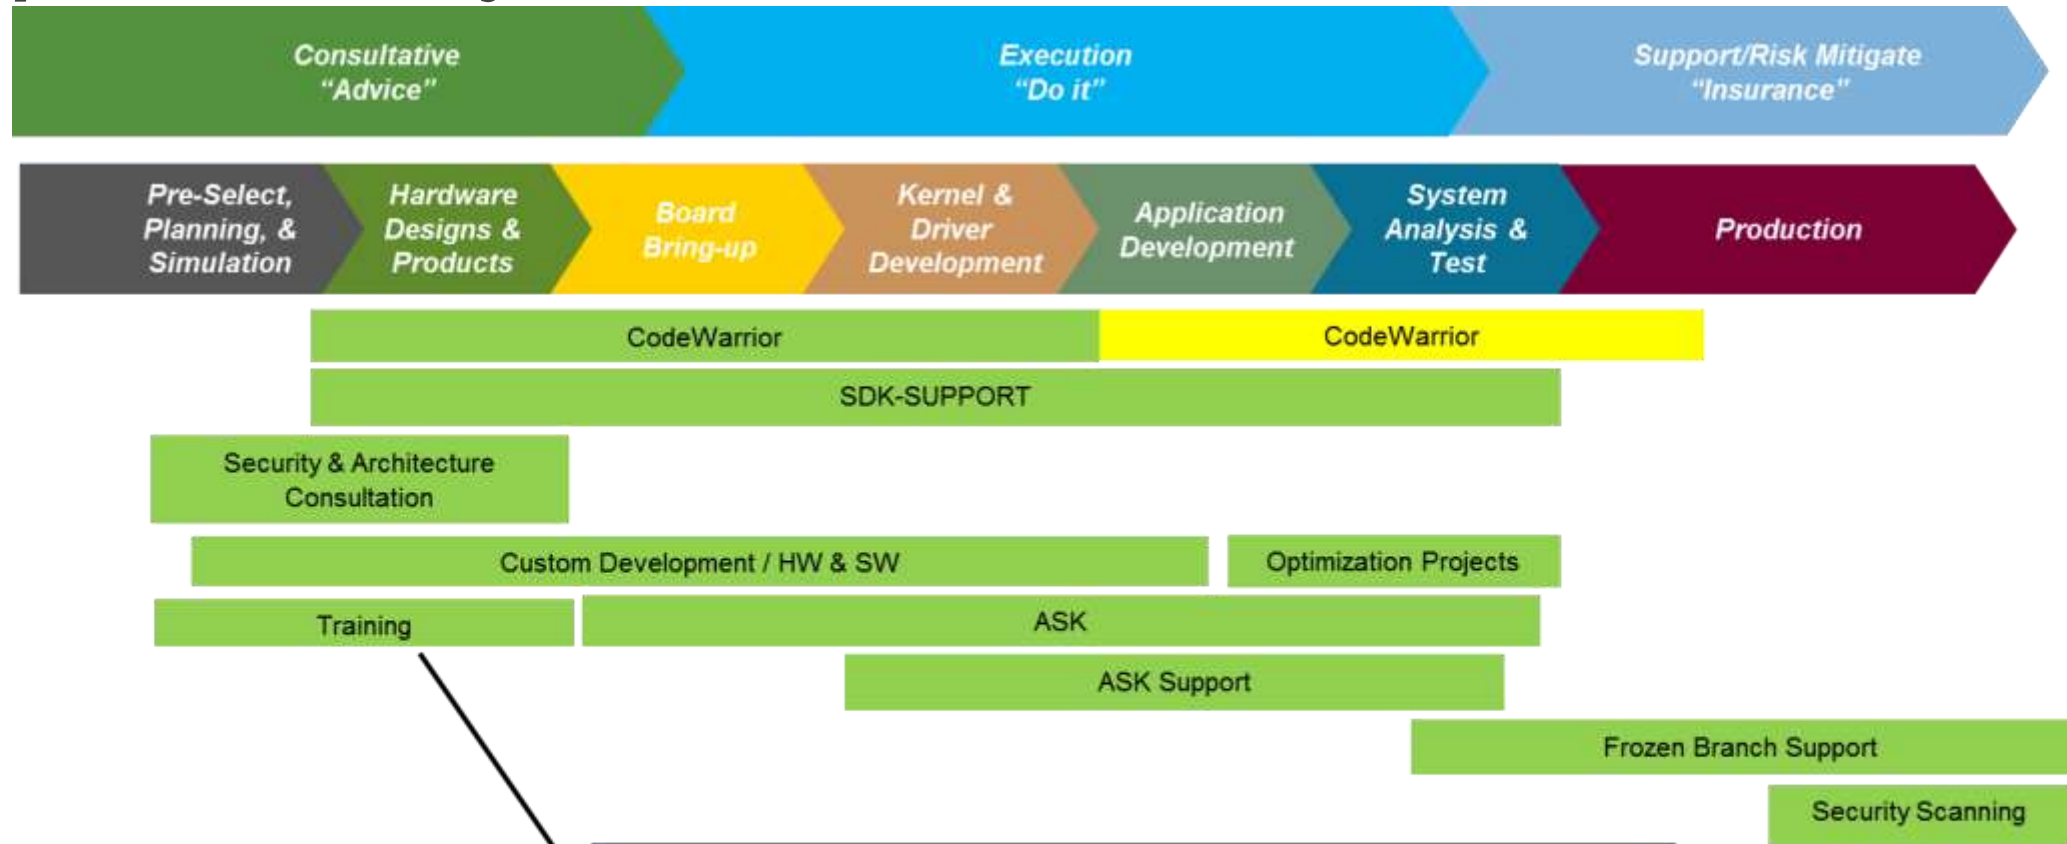 Consultative
"Advice"
Execution
"Do it"
Support/Risk Mitigate
"Insurance"
Pre-Select,
Planning, &
Simulation
Hardware
Designs &
Products
Board
Bring-up
Kernel &
Driver
Development
Application
Development
System
Analysis &
Test
Production
CodeWarrior
CodeWarrior
SDK-SUPPORT
Security & Architecture
Consultation
Custom Development / HW & SW
Optimization Projects
Training
ASK
ASK Support
Frozen Branch Support
Security Scanning